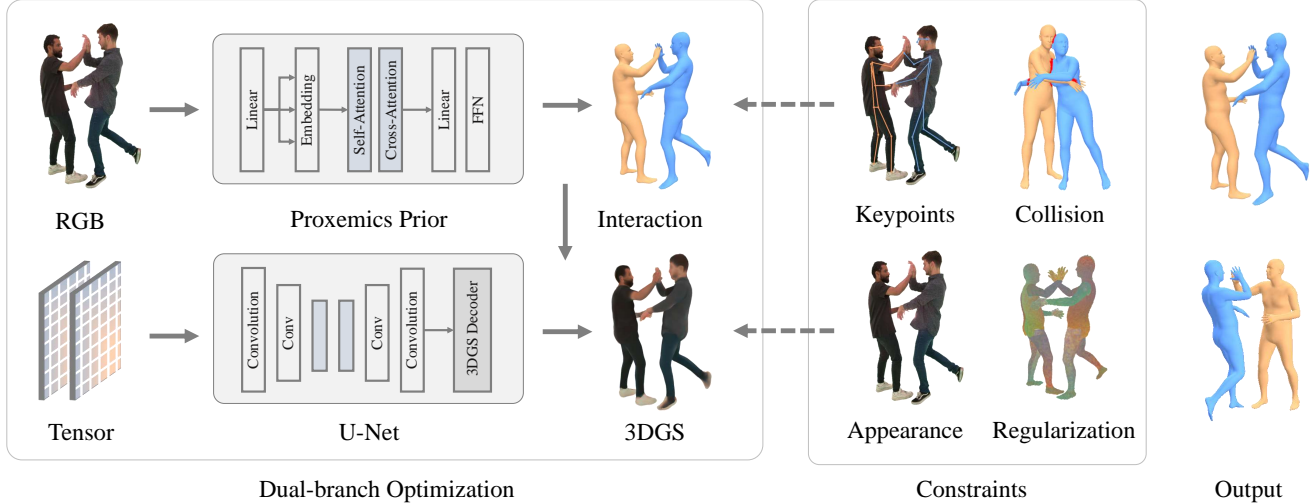 Linear
Embedding
Self-Attention
Cross-Attention
Linear
FFN
RGB
Proxemics Prior
Interaction
Keypoints
Collision
Convolution
Conv
Conv
Convolution
3DGS Decoder
Tensor
U-Net
3DGS
Appearance
Regularization
Dual-branch Optimization
Constraints
Output